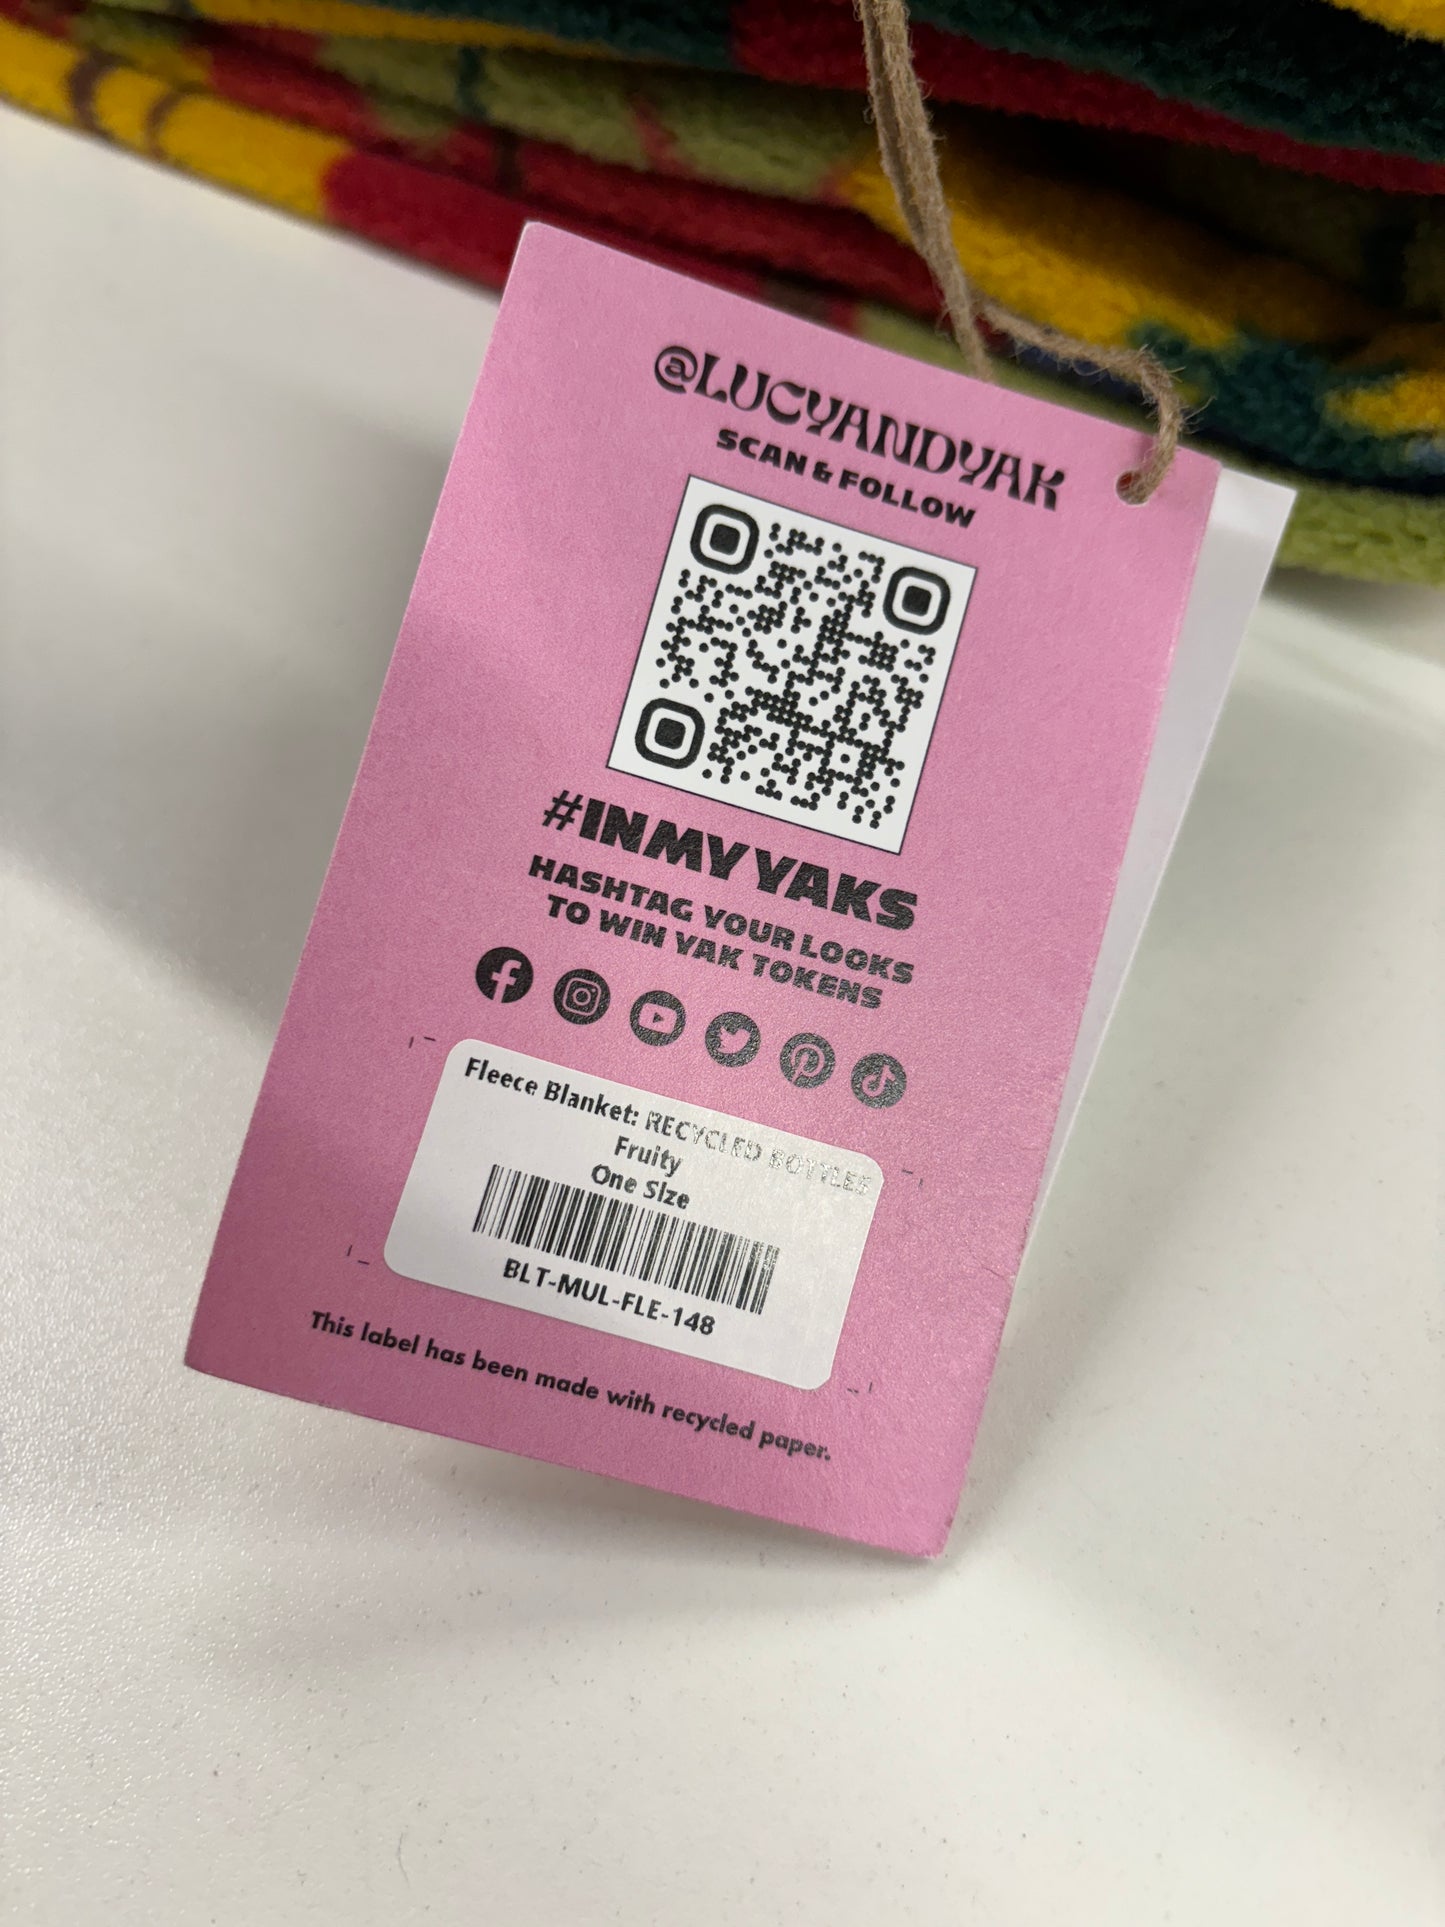 @LUCYANDYAK
SCAN & FOLLOW
#INMYYAKS
HASHTAG YOUR LOOKS
TO WIN YAK TOKENS
Fleece Blanket: RECYCLED BOTTLES
Fruity
One Size
BLT-MUL-FLE-148
This label has been made with recycled paper.